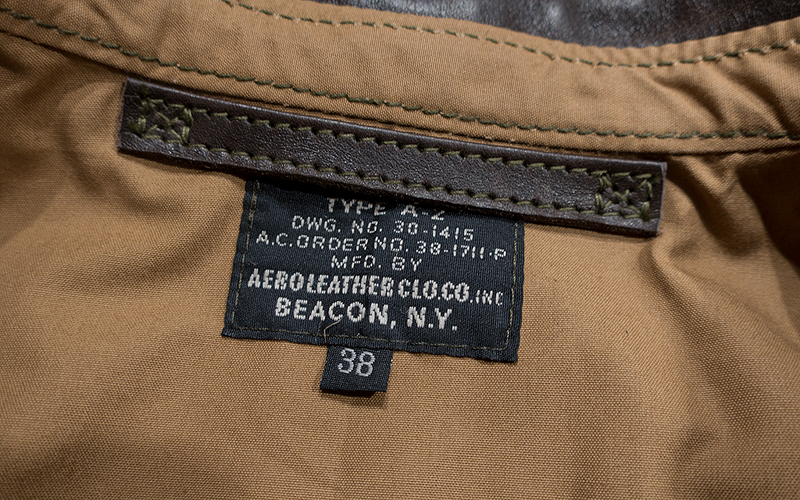 TYPE A-2
DWG. NO. 30-1415
A.C. ORDER NO. 38-1711-P
MFD. BY
AERO LEATHER CLO. CO. INC
BEACON, N.Y.
38